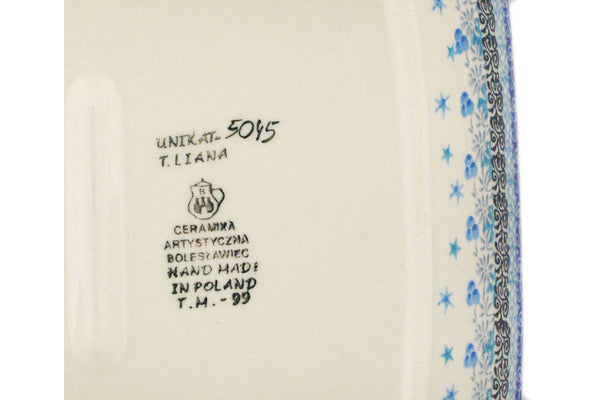 UNIKAT-5045
T. LIANA
B
CERAMIKA
ARTYSTYCZNA
BOLESŁAWIEC
HAND MADE
IN POLAND
T.M.-99